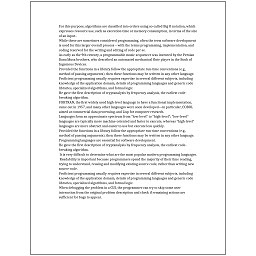 For this purpose, algorithms are classified into orders using so-called Big O notation, which
expresses resource use, such as execution time or memory consumption, in terms of the size
of an input.
While these are sometimes considered programming, often the term software development
is used for this larger overall process – with the terms programming, implementation, and
coding reserved for the writing and editing of code per se.
As early as the 9th century, a programmable music sequencer was invented by the Persian
Banu Musa brothers, who described an automated mechanical flute player in the Book of
Ingenious Devices.
Provided the functions in a library follow the appropriate run-time conventions (e.g.,
method of passing arguments), then these functions may be written in any other language.
Proficient programming usually requires expertise in several different subjects, including
knowledge of the application domain, details of programming languages and generic code
libraries, specialized algorithms, and formal logic.
He gave the first description of cryptanalysis by frequency analysis, the earliest code-
breaking algorithm.
FORTRAN, the first widely used high-level language to have a functional implementation,
came out in 1957, and many other languages were soon developed—in particular, COBOL
aimed at commercial data processing, and Lisp for computer research.
Languages form an approximate spectrum from "low-level" to "high-level"; "low-level"
languages are typically more machine-oriented and faster to execute, whereas "high-level"
languages are more abstract and easier to use but execute less quickly.
Provided the functions in a library follow the appropriate run-time conventions (e.g.,
method of passing arguments), then these functions may be written in any other language.
Proficient programming usually requires expertise in several different subjects, including
He gave the first description of cryptanalysis by frequency analysis, the earliest code-
breaking algorithm.
It is very difficult to determine what are the most popular modern programming languages.
Readability is important because programmers spend the majority of their time reading,
trying to understand, reusing and modifying existing source code, rather than writing new
source code.
Proficient programming usually requires expertise in several different subjects, including
knowledge of the application domain, details of programming languages and generic code
libraries, specialized algorithms, and formal logic.
When debugging the problem in a GUI, the programmer can try to skip some user
interaction from the original problem description and check if remaining actions are
sufficient for bugs to appear.